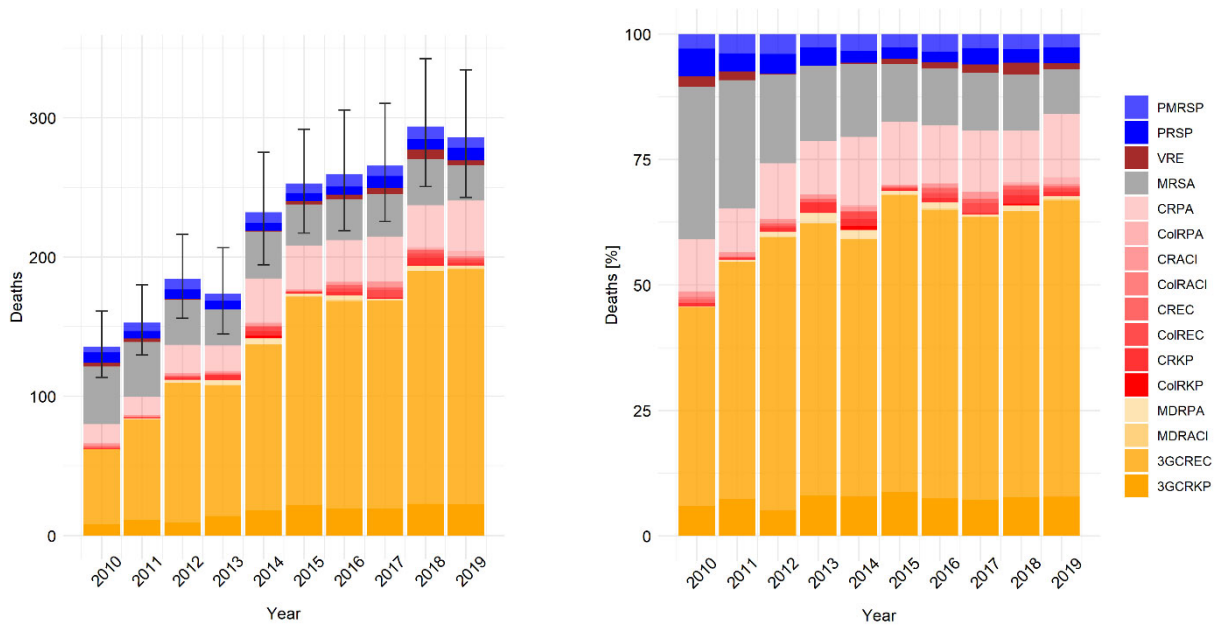 300
200
100
0
Deaths
2010 2011 2012 2013 2014 2015 2016 2017 2018 2019
Year
100
75
50
25
0
Deaths [%]
2010 2011 2012 2013 2014 2015 2016 2017 2018 2019
Year
PMRSP
PRSP
VRE
MRSA
CRPA
ColRPA
CRACI
ColRACI
CREC
ColREC
CRKP
ColRKP
MDRPA
MDRACI
3GCREC
3GCRKP